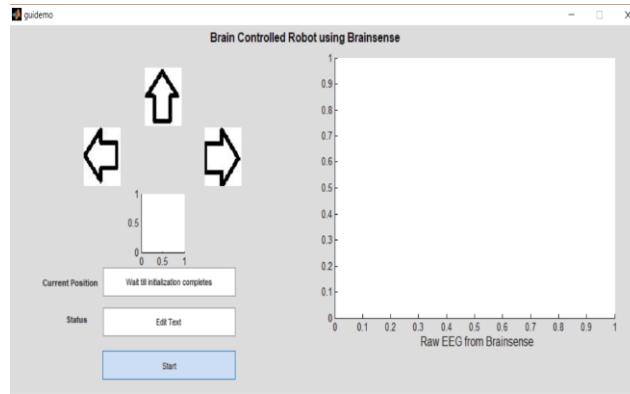 guidemo
Brain Controlled Robot using Brainsense
1
0.5
0
0 0.5 1
Current Position
Wait till initialization completes
Status
Edit Text
Start
1
0.9
0.8
0.7
0.6
0.5
0.4
0.3
0.2
0.1
0
0 0.1 0.2 0.3 0.4 0.5 0.6 0.7 0.8 0.9 1
Raw EEG from Brainsense